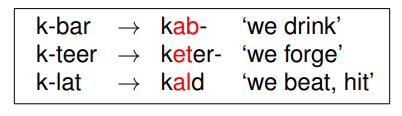 k-bar → kab- ‘we drink’
k-teer → keter- ‘we forge’
k-lat → kald ‘we beat, hit’